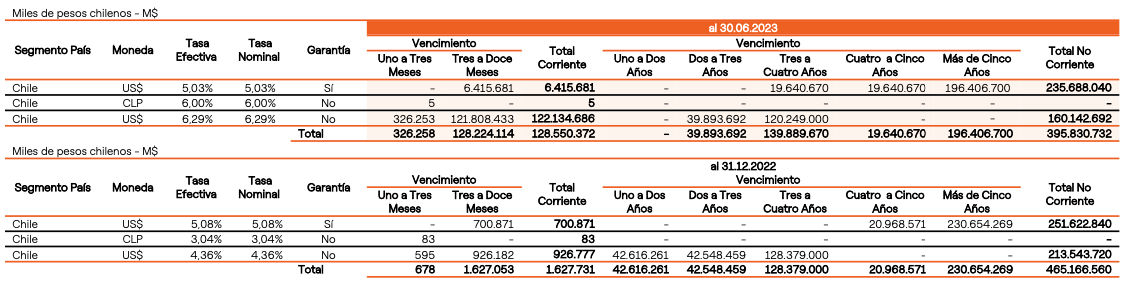 Miles de pesos chilenos - M$
al 30.06.2023
Segmento País Moneda Tasa Efectiva Tasa Nominal Garantía Vencimiento Total Corriente Vencimiento Total No Corriente
Uno a Tres Meses Tres a Doce Meses Uno a Dos Años Dos a Tres Años Tres a Cuatro Años Cuatro a Cinco Años Más de Cinco Años
Chile US$ 5,03% 5,03% Sí – 6.415.681 6.415.681 – – 19.640.670 19.640.670 196.406.700 235.688.040
Chile CLP 6,00% 6,00% No 5 – 5 – – – – – –
Chile US$ 6,29% 6,29% No 326.253 121.808.433 122.134.686 – 39.893.692 120.249.000 – – 160.142.692
Total 326.258 128.224.114 128.550.372 – 39.893.692 139.889.670 19.640.670 196.406.700 395.830.732
Miles de pesos chilenos - M$
al 31.12.2022
Segmento País Moneda Tasa Efectiva Tasa Nominal Garantía Vencimiento Total Corriente Vencimiento Total No Corriente
Uno a Tres Meses Tres a Doce Meses Uno a Dos Años Dos a Tres Años Tres a Cuatro Años Cuatro a Cinco Años Más de Cinco Años
Chile US$ 5,08% 5,08% Sí – 700.871 700.871 – – – 20.968.571 230.654.269 251.622.840
Chile CLP 3,04% 3,04% No 83 – 83 – – – – – –
Chile US$ 4,36% 4,36% No 595 926.182 926.777 42.616.261 42.548.459 128.379.000 – – 213.543.720
Total 678 1.627.053 1.627.731 42.616.261 42.548.459 128.379.000 20.968.571 230.654.269 465.166.560